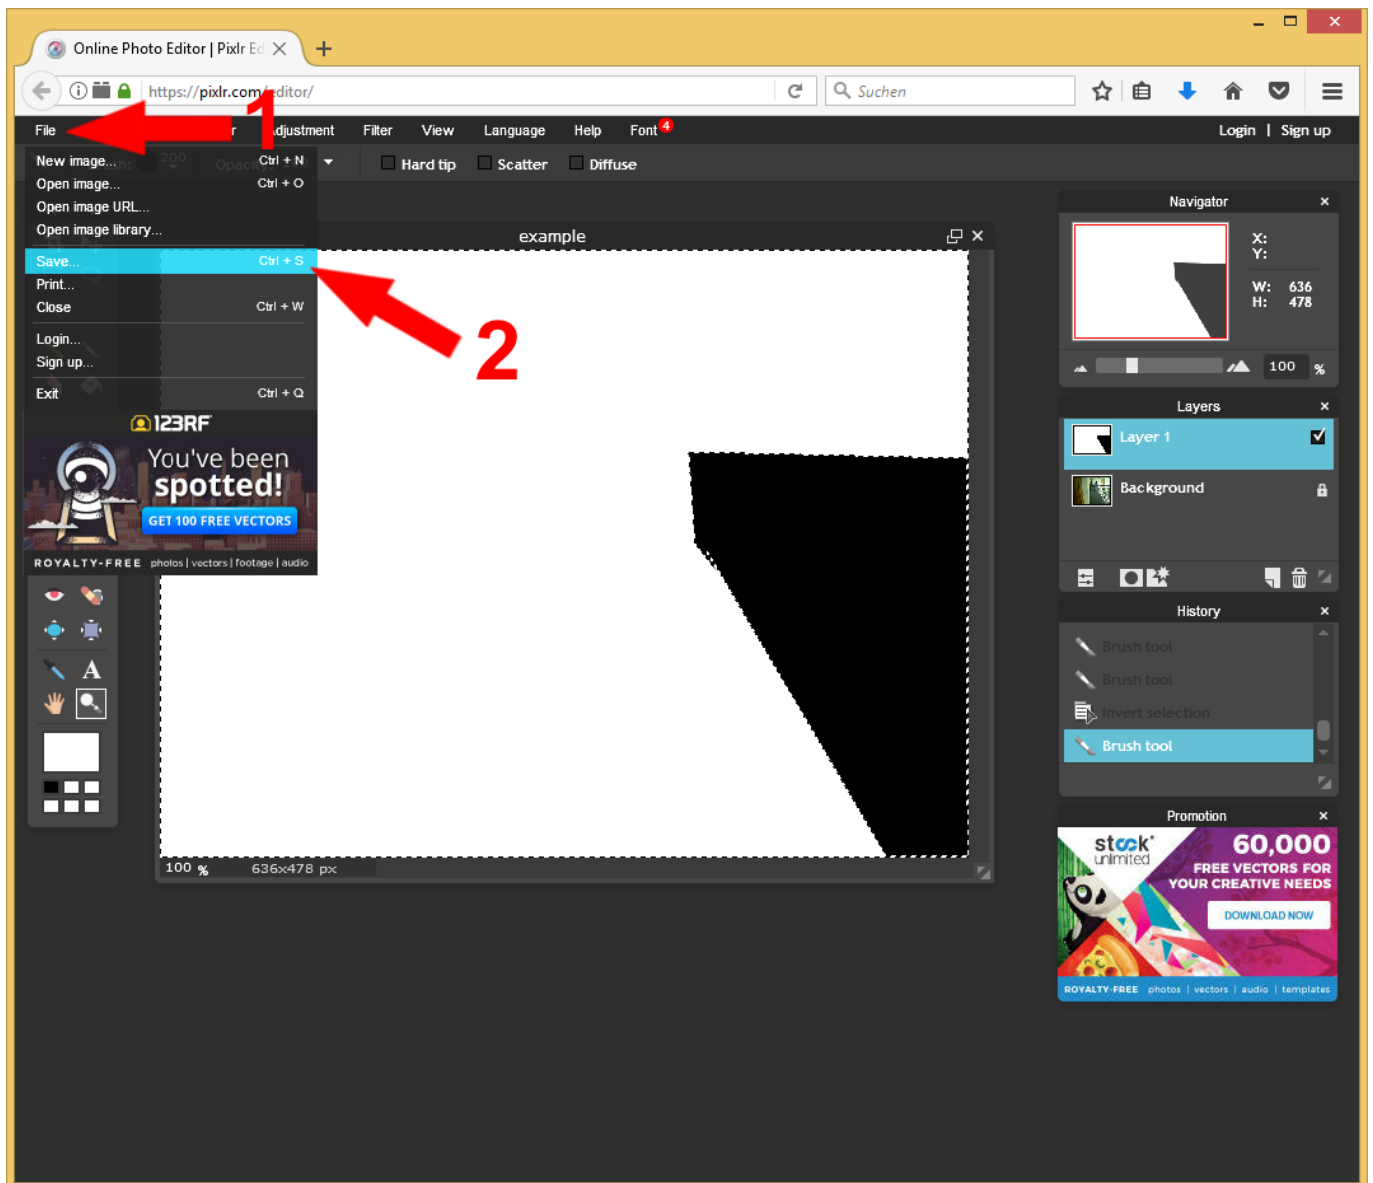 Online Photo Editor | Pixlr Ed
https://pixlr.com/editor/
Suchen
1
File
Adjustment
Filter
View
Language
Help
Font
4
Login | Sign up
200
Hard tip
Scatter
Diffuse
New image... Ctrl + N
Open image... Ctrl + O
Open image URL...
Open image library...
Save... Ctrl + S
Print...
Close Ctrl + W
Login...
Sign up...
Exit Ctrl + Q
2
123RF
You've been
spotted!
GET 100 FREE VECTORS
ROYALTY-FREE photos | vectors | footage | audio
example
100 %
636x478 px
Navigator
X:
Y:
W: 636
H: 478
100 %
Layers
Layer 1
Background
History
Brush tool
Brush tool
Invert selection
Brush tool
Promotion
stock
unlimited
60,000
FREE VECTORS FOR
YOUR CREATIVE NEEDS
DOWNLOAD NOW
ROYALTY-FREE photos | vectors | audio | templates
A